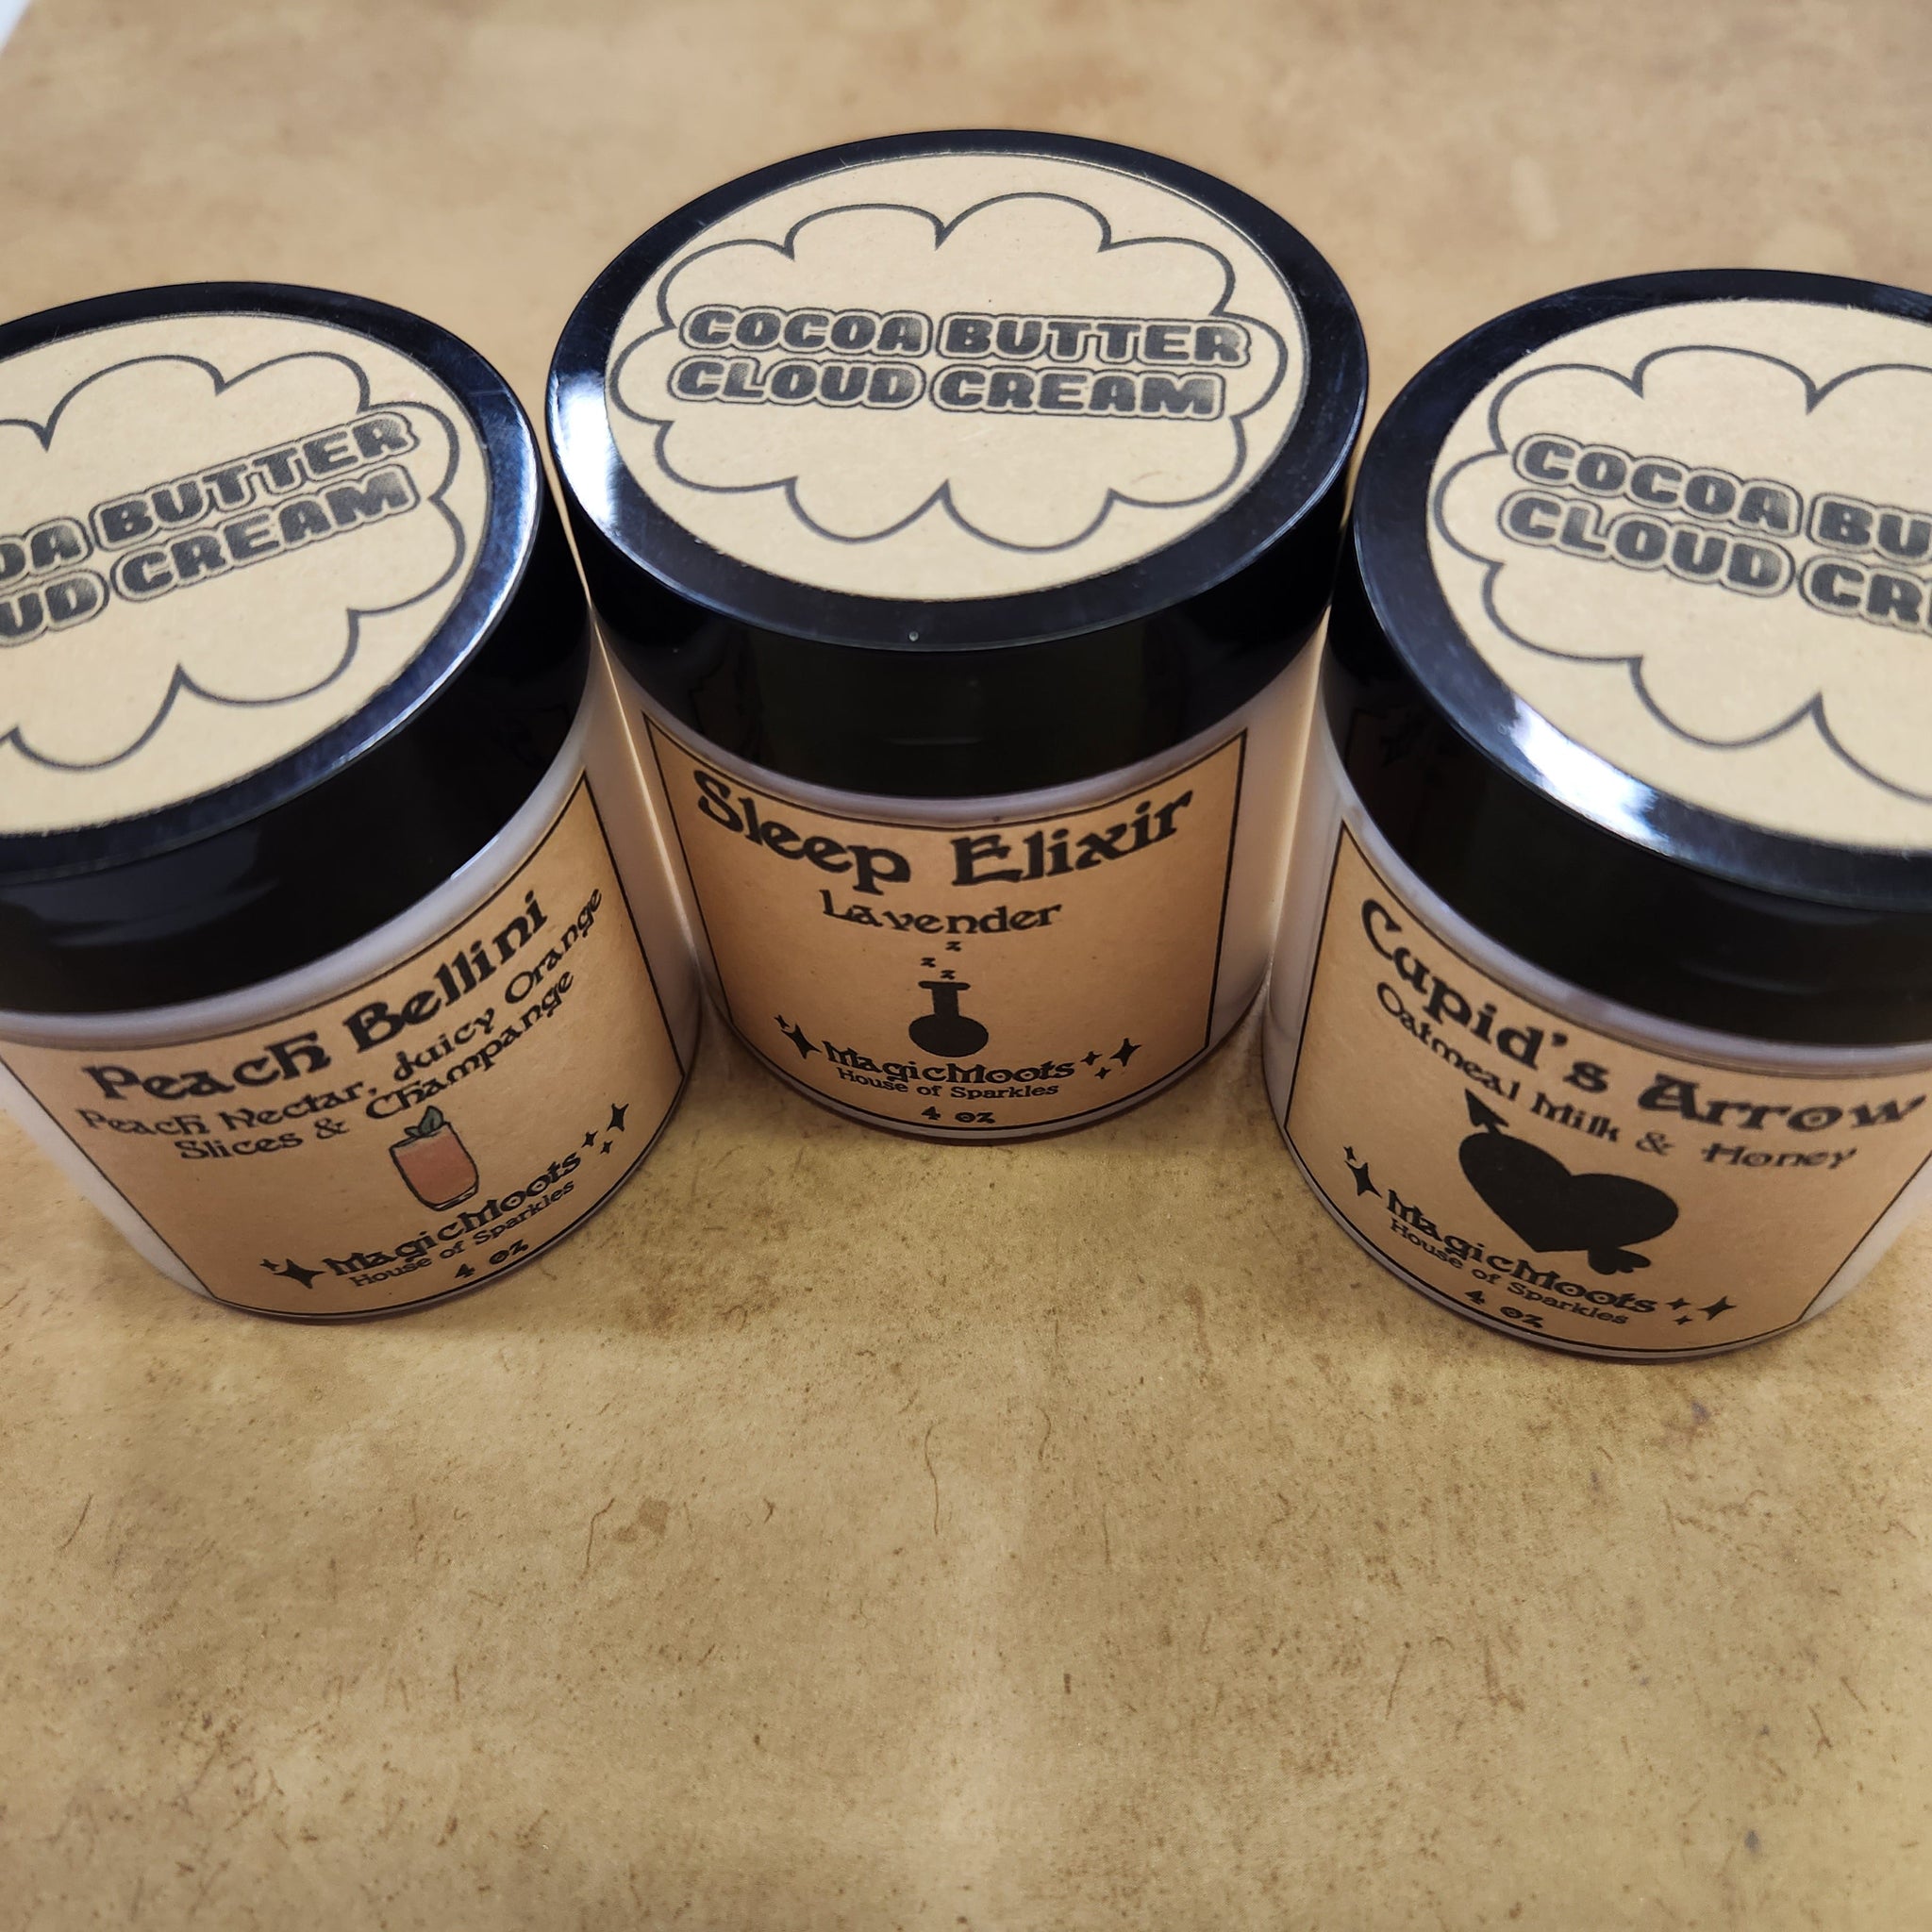 OA BUTTER
UD CREAM
Peach Bellini
Peach Nectar, Juicy Orange
Slices & Champange
MagicMoots
House of Sparkles
4 oz
COCOA BUTTER
CLOUD CREAM
Sleep Elixir
Lavender
z
z z
MagicMoots
House of Sparkles
4 oz
COCOA BU
CLOUD CRE
Cupid's Arrow
Oatmeal Milk & Honey
MagicMoots
House of Sparkles
4 oz